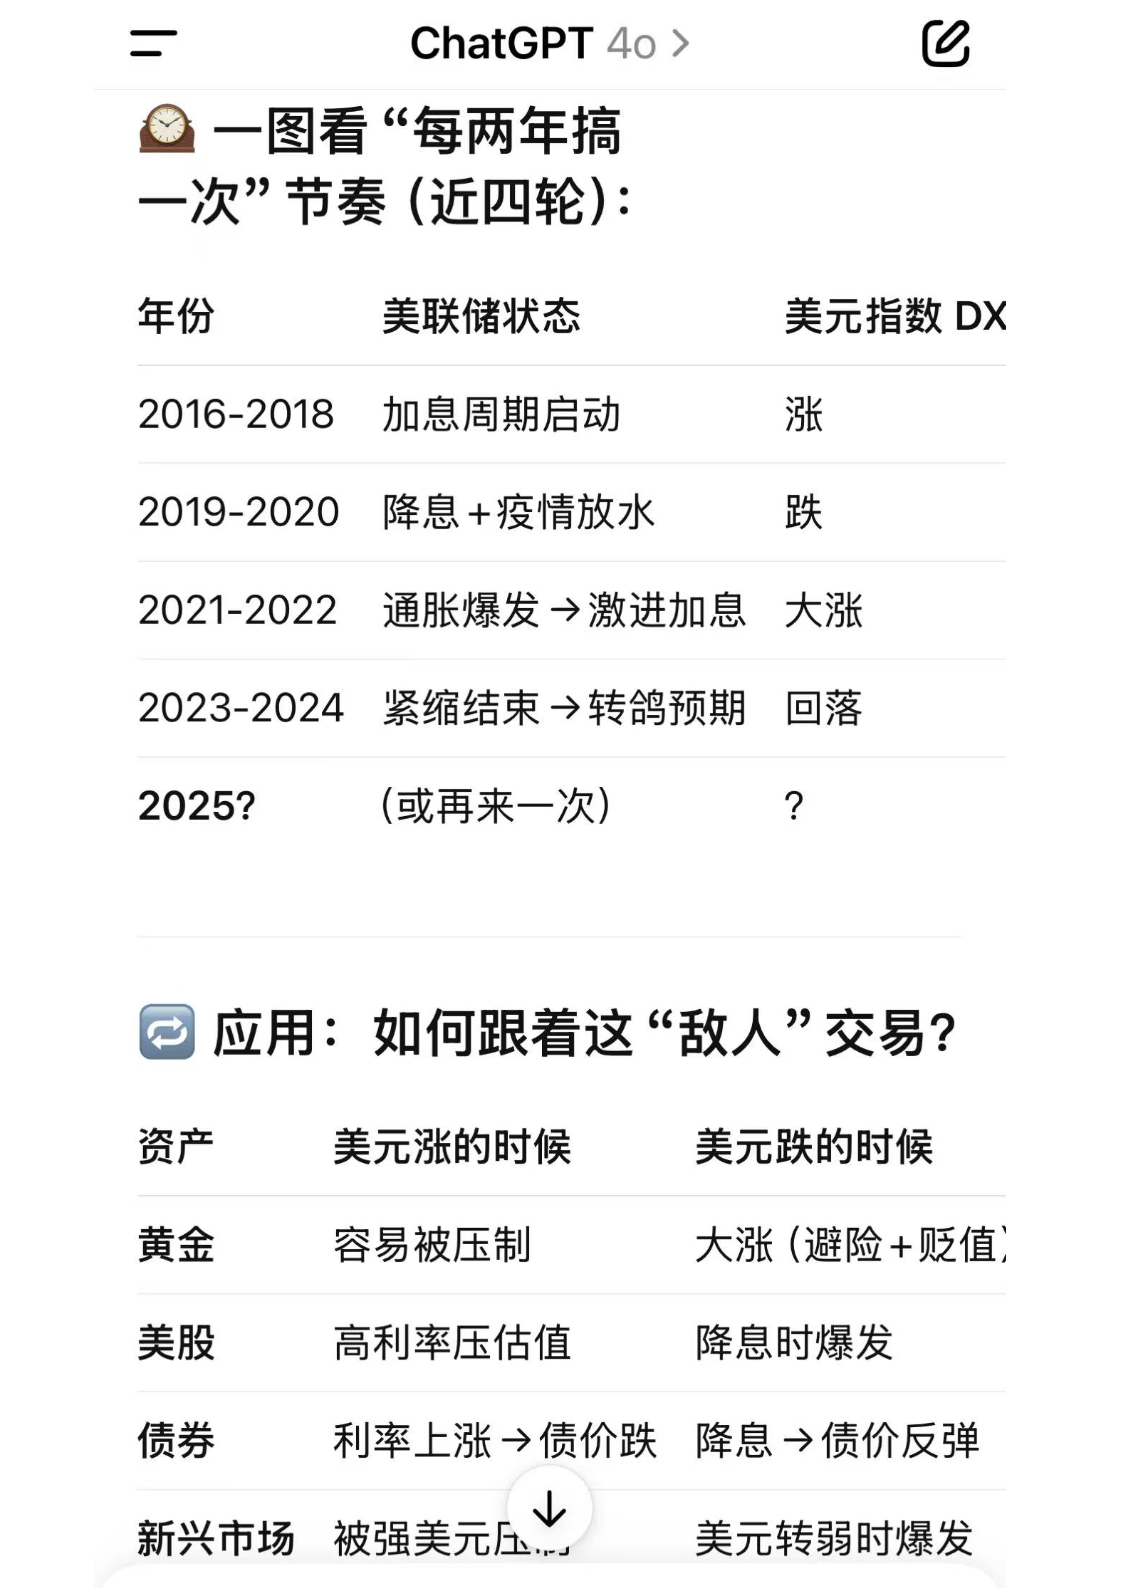 ChatGPT 4o >
一图看“每两年搞
一次”节奏（近四轮）：
年份 美联储状态 美元指数 DX
2016-2018 加息周期启动 涨
2019-2020 降息+疫情放水 跌
2021-2022 通胀爆发→激进加息 大涨
2023-2024 紧缩结束→转鸽预期 回落
2025? （或再来一次） ?
应用：如何跟着这“敌人”交易?
资产 美元涨的时候 美元跌的时候
黄金 容易被压制 大涨（避险+贬值）
美股 高利率压估值 降息时爆发
债券 利率上涨→债价跌 降息→债价反弹
新兴市场 被强美元压 美元转弱时爆发